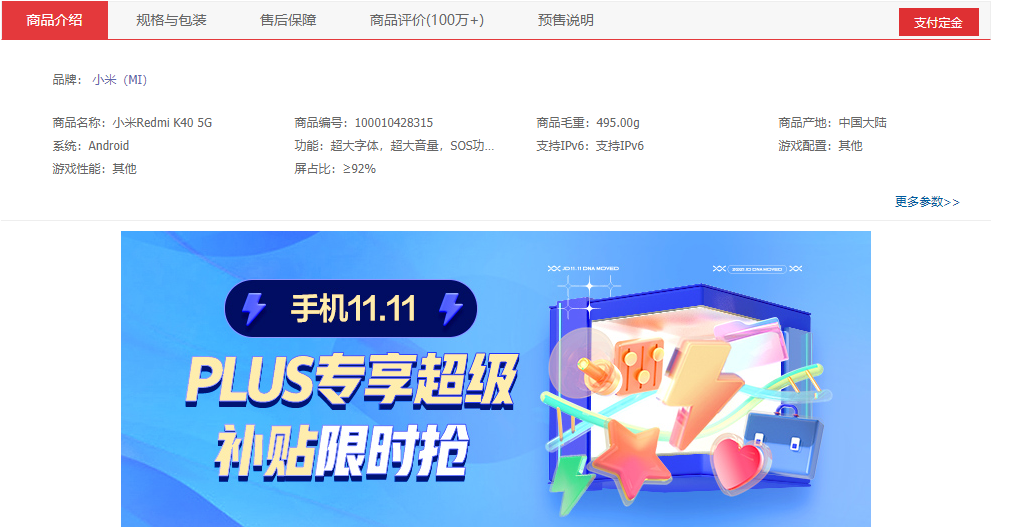 商品介绍 规格与包装 售后保障 商品评价(100万+) 预售说明 支付定金
品牌： 小米（MI）
商品名称：小米Redmi K40 5G 商品编号：100010428315 商品毛重：495.00g 商品产地：中国大陆
系统：Android 功能：超大字体，超大音量，SOS功... 支持IPv6：支持IPv6 游戏配置：其他
游戏性能：其他 屏占比：≥92%
更多参数>>
手机11.11
PLUS专享超级
补贴限时抢